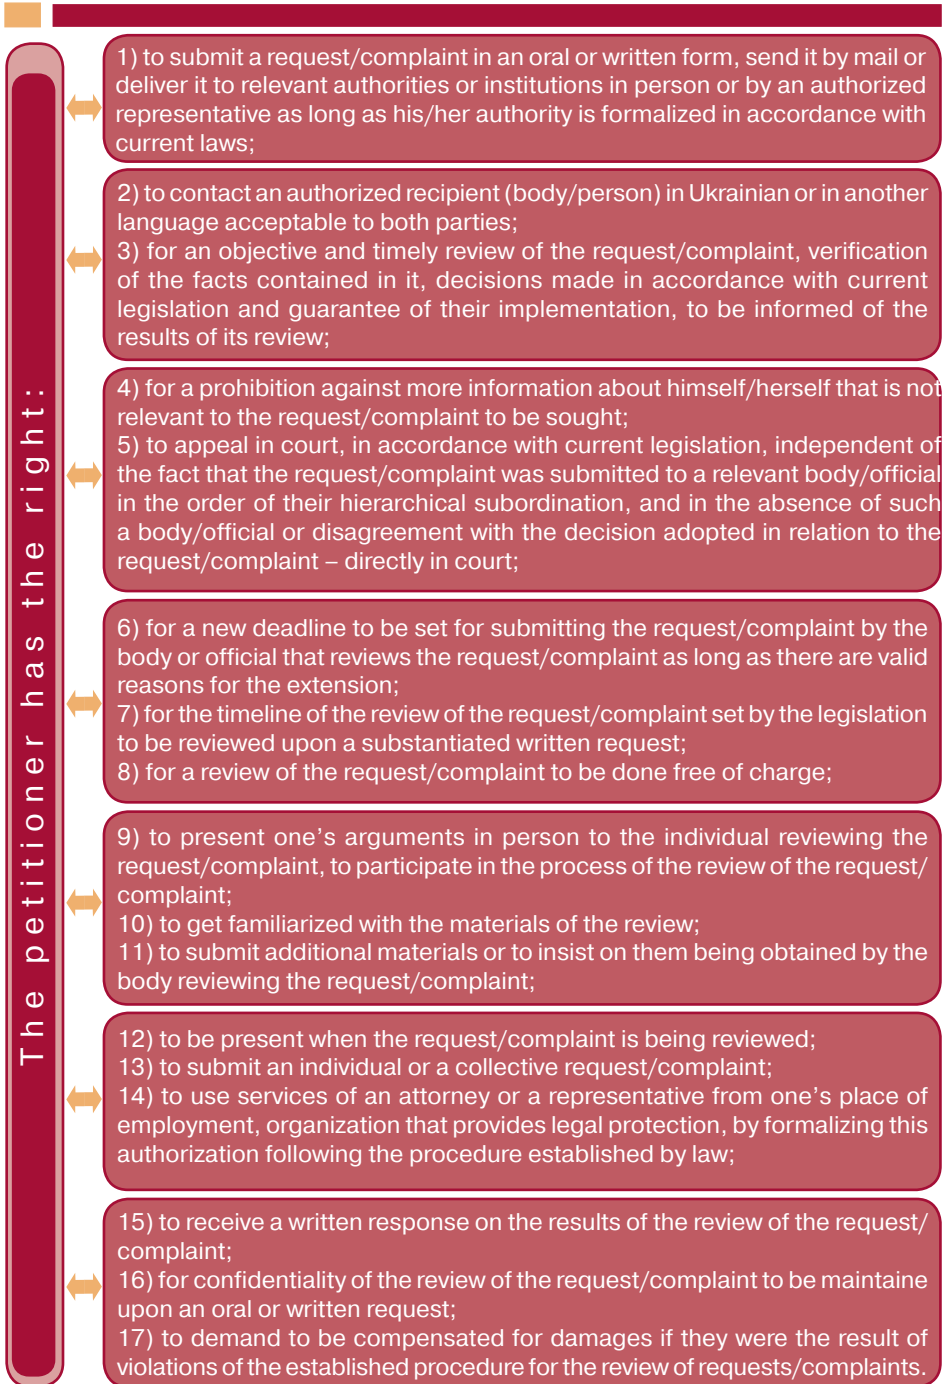 The petitioner has the right:
1) to submit a request/complaint in an oral or written form, send it by mail or
deliver it to relevant authorities or institutions in person or by an authorized
representative as long as his/her authority is formalized in accordance with
current laws;
2) to contact an authorized recipient (body/person) in Ukrainian or in another
language acceptable to both parties;
3) for an objective and timely review of the request/complaint, verification
of the facts contained in it, decisions made in accordance with current
legislation and guarantee of their implementation, to be informed of the
results of its review;
4) for a prohibition against more information about himself/herself that is not
relevant to the request/complaint to be sought;
5) to appeal in court, in accordance with current legislation, independent of
the fact that the request/complaint was submitted to a relevant body/official
in the order of their hierarchical subordination, and in the absence of such
a body/official or disagreement with the decision adopted in relation to the
request/complaint – directly in court;
6) for a new deadline to be set for submitting the request/complaint by the
body or official that reviews the request/complaint as long as there are valid
reasons for the extension;
7) for the timeline of the review of the request/complaint set by the legislation
to be reviewed upon a substantiated written request;
8) for a review of the request/complaint to be done free of charge;
9) to present one's arguments in person to the individual reviewing the
request/complaint, to participate in the process of the review of the request/
complaint;
10) to get familiarized with the materials of the review;
11) to submit additional materials or to insist on them being obtained by the
body reviewing the request/complaint;
12) to be present when the request/complaint is being reviewed;
13) to submit an individual or a collective request/complaint;
14) to use services of an attorney or a representative from one's place of
employment, organization that provides legal protection, by formalizing this
authorization following the procedure established by law;
15) to receive a written response on the results of the review of the request/
complaint;
16) for confidentiality of the review of the request/complaint to be maintaine
upon an oral or written request;
17) to demand to be compensated for damages if they were the result of
violations of the established procedure for the review of requests/complaints.